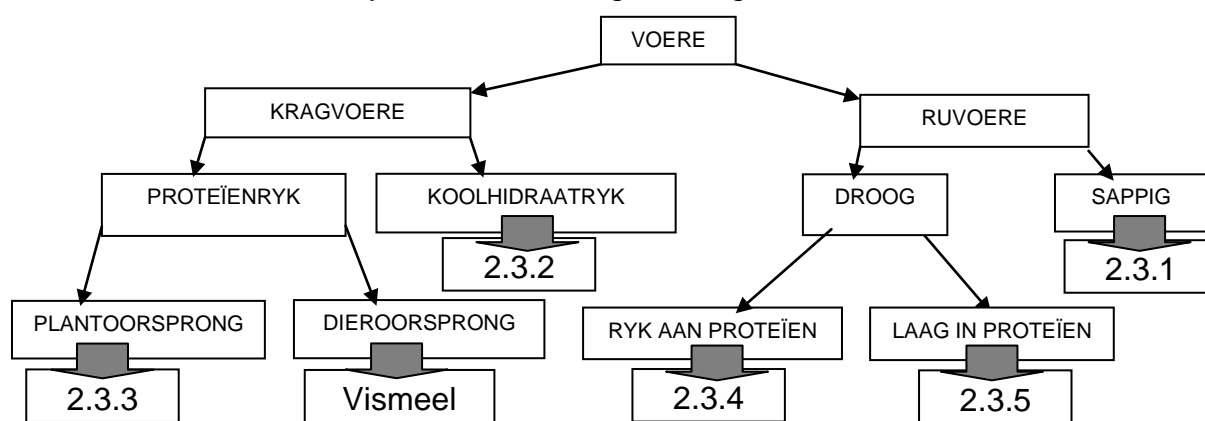 VOERE
KRAGVOERE
RUVOERE
PROTEÏENRYK
KOOLHIDRAATRYK
DROOG
SAPPIG
2.3.2
2.3.1
PLANTOORSPRONG
DIEROORSPRONG
RYK AAN PROTEÏEN
LAAG IN PROTEÏEN
2.3.3
Vismeel
2.3.4
2.3.5